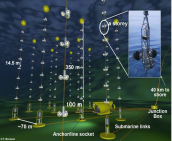 a storey
14.5 m
350 m
40 km to
shore
100 m
Junction
Box
~70 m
Anchor/line socket
Submarine links